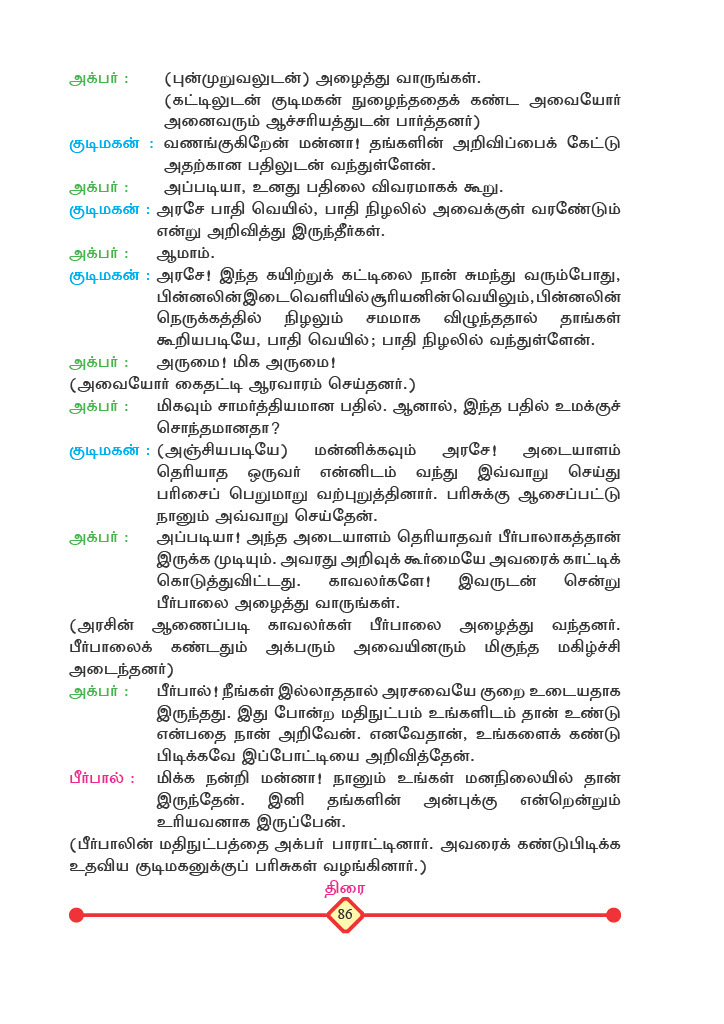 அக்பர் : (புன்முறுவலுடன்) அழைத்து வாருங்கள்.
(கட்டிலுடன் குடிமகன் நுழைந்ததைக் கண்ட அவையோர்
அனைவரும் ஆச்சரியத்துடன் பார்த்தனர்)
குடிமகன் : வணங்குகிறேன் மன்னா! தங்களின் அறிவிப்பைக் கேட்டு
அதற்கான பதிலுடன் வந்துள்ளேன்.
அக்பர் : அப்படியா, உனது பதிலை விவரமாகக் கூறு.
குடிமகன் : அரசே பாதி வெயில், பாதி நிழலில் அவைக்குள் வரணேடும்
என்று அறிவித்து இருந்தீர்கள்.
அக்பர் : ஆமாம்.
குடிமகன் : அரசே! இந்த கயிற்றுக் கட்டிலை நான் சுமந்து வரும்போது,
பின்னலின் இடைவெளியில் சூரியனின் வெயிலும், பின்னலின்
நெருக்கத்தில் நிழலும் சமமாக விழுந்ததால் தாங்கள்
கூறியபடியே, பாதி வெயில்; பாதி நிழலில் வந்துள்ளேன்.
அக்பர் : அருமை! மிக அருமை!
(அவையோர் கைதட்டி ஆரவாரம் செய்தனர்.)
அக்பர் : மிகவும் சாமர்த்தியமான பதில். ஆனால், இந்த பதில் உமக்குச்
சொந்தமானதா?
குடிமகன் : (அஞ்சியபடியே) மன்னிக்கவும் அரசே! அடையாளம்
தெரியாத ஒருவர் என்னிடம் வந்து இவ்வாறு செய்து
பரிசைப் பெறுமாறு வற்புறுத்தினார். பரிசுக்கு ஆசைப்பட்டு
நானும் அவ்வாறு செய்தேன்.
அக்பர் : அப்படியா! அந்த அடையாளம் தெரியாதவர் பீர்பாலாகத்தான்
இருக்க முடியும். அவரது அறிவுக் கூர்மையே அவரைக் காட்டிக்
கொடுத்துவிட்டது. காவலர்களே! இவருடன் சென்று
பீர்பாலை அழைத்து வாருங்கள்.
(அரசின் ஆணைப்படி காவலர்கள் பீர்பாலை அழைத்து வந்தனர்.
பீர்பாலைக் கண்டதும் அக்பரும் அவையினரும் மிகுந்த மகிழ்ச்சி
அடைந்தனர்)
அக்பர் : பீர்பால்! நீங்கள் இல்லாததால் அரசவையே குறை உடையதாக
இருந்தது. இது போன்ற மதிநுட்பம் உங்களிடம் தான் உண்டு
என்பதை நான் அறிவேன். எனவேதான், உங்களைக் கண்டு
பிடிக்கவே இப்போட்டியை அறிவித்தேன்.
பீர்பால் : மிக்க நன்றி மன்னா! நானும் உங்கள் மனநிலையில் தான்
இருந்தேன். இனி தங்களின் அன்புக்கு என்றென்றும்
உரியவனாக இருப்பேன்.
(பீர்பாலின் மதிநுட்பத்தை அக்பர் பாராட்டினார். அவரைக் கண்டுபிடிக்க
உதவிய குடிமகனுக்குப் பரிசுகள் வழங்கினார்.)
திரை
86